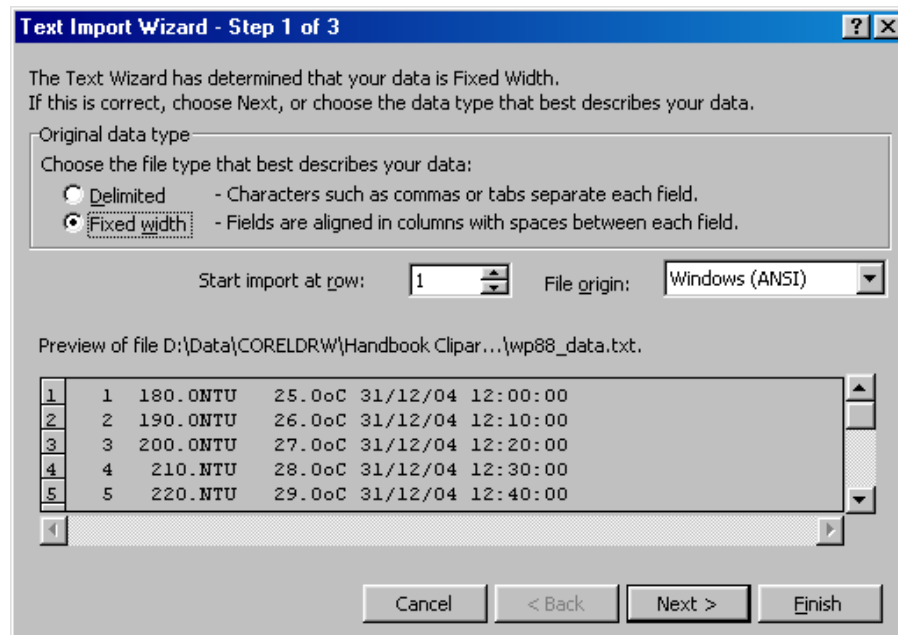 Text Import Wizard - Step 1 of 3
The Text Wizard has determined that your data is Fixed Width.
If this is correct, choose Next, or choose the data type that best describes your data.
Original data type
Choose the file type that best describes your data:
Delimited - Characters such as commas or tabs separate each field.
Fixed width - Fields are aligned in columns with spaces between each field.
Start import at row: 1 File origin: Windows (ANSI)
Preview of file D:\Data\CORELDRW\Handbook Clipar...\wp88_data.txt.
1 1 180.0NTU 25.0oC 31/12/04 12:00:00
2 2 190.0NTU 26.0oC 31/12/04 12:10:00
3 3 200.0NTU 27.0oC 31/12/04 12:20:00
4 4 210.NTU 28.0oC 31/12/04 12:30:00
5 5 220.NTU 29.0oC 31/12/04 12:40:00
Cancel < Back Next > Finish